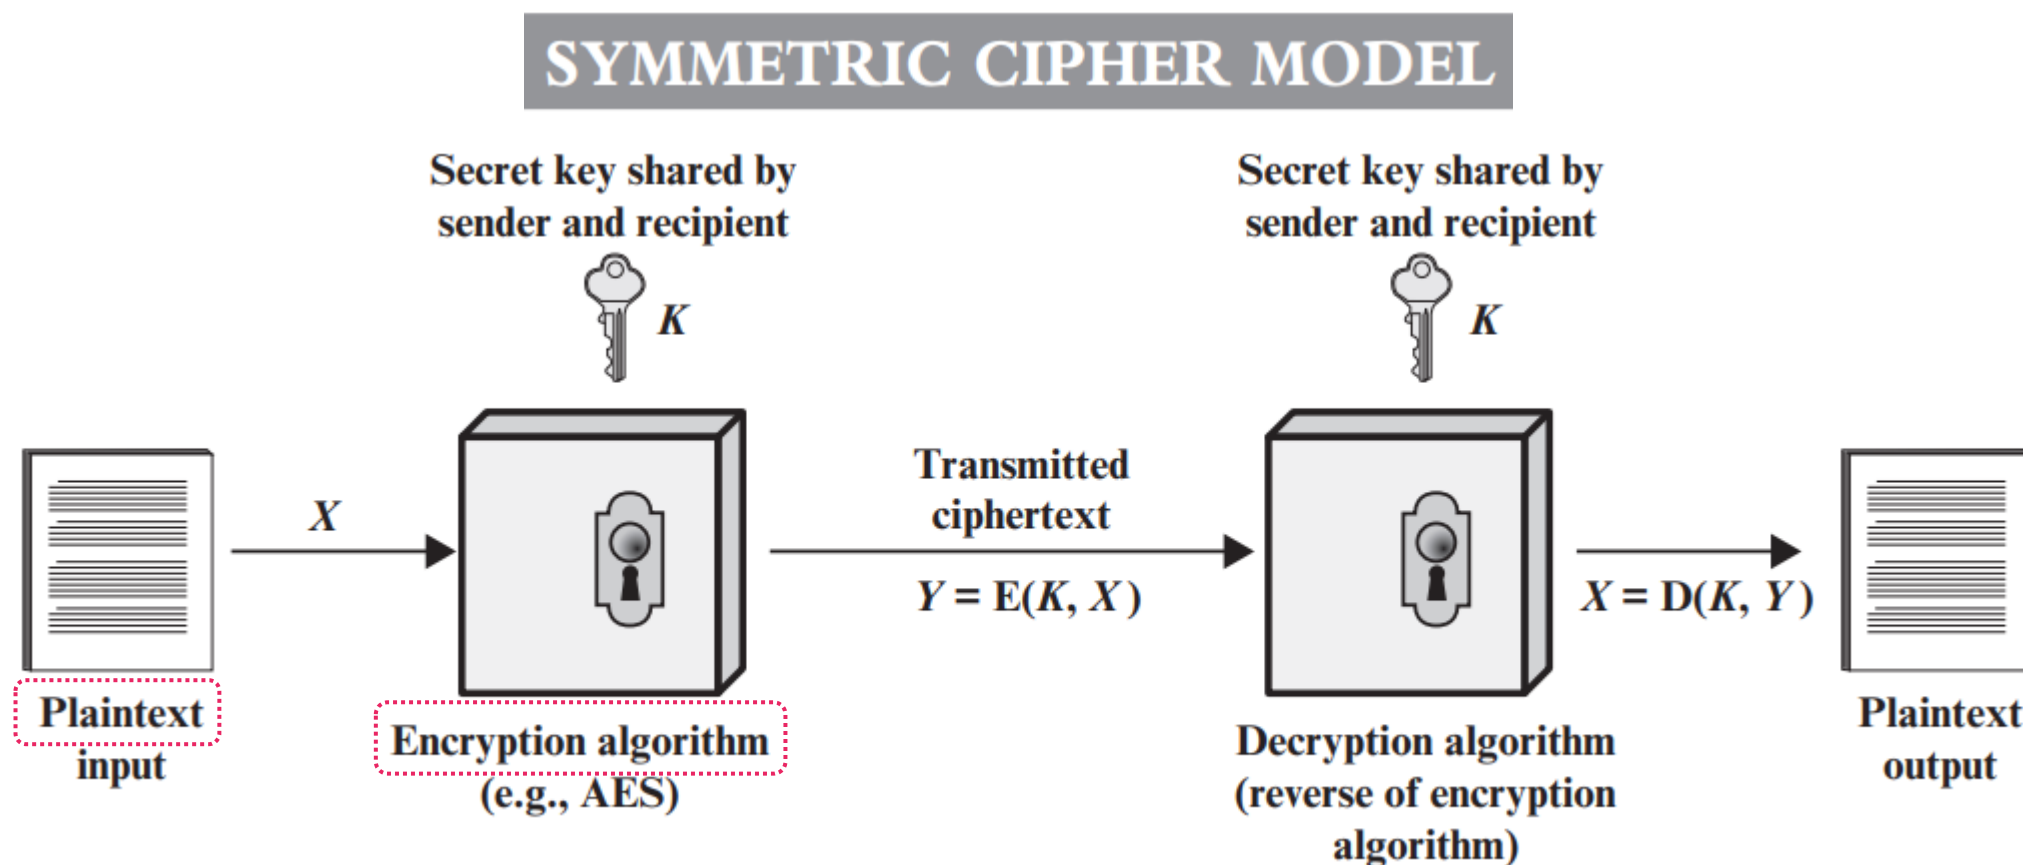 SYMMETRIC CIPHER MODEL
Secret key shared by
sender and recipient
K
Secret key shared by
sender and recipient
K
X
Transmitted
ciphertext
Y = E(K, X)
X = D(K, Y)
Plaintext
input
Encryption algorithm
(e.g., AES)
Decryption algorithm
(reverse of encryption
algorithm)
Plaintext
output